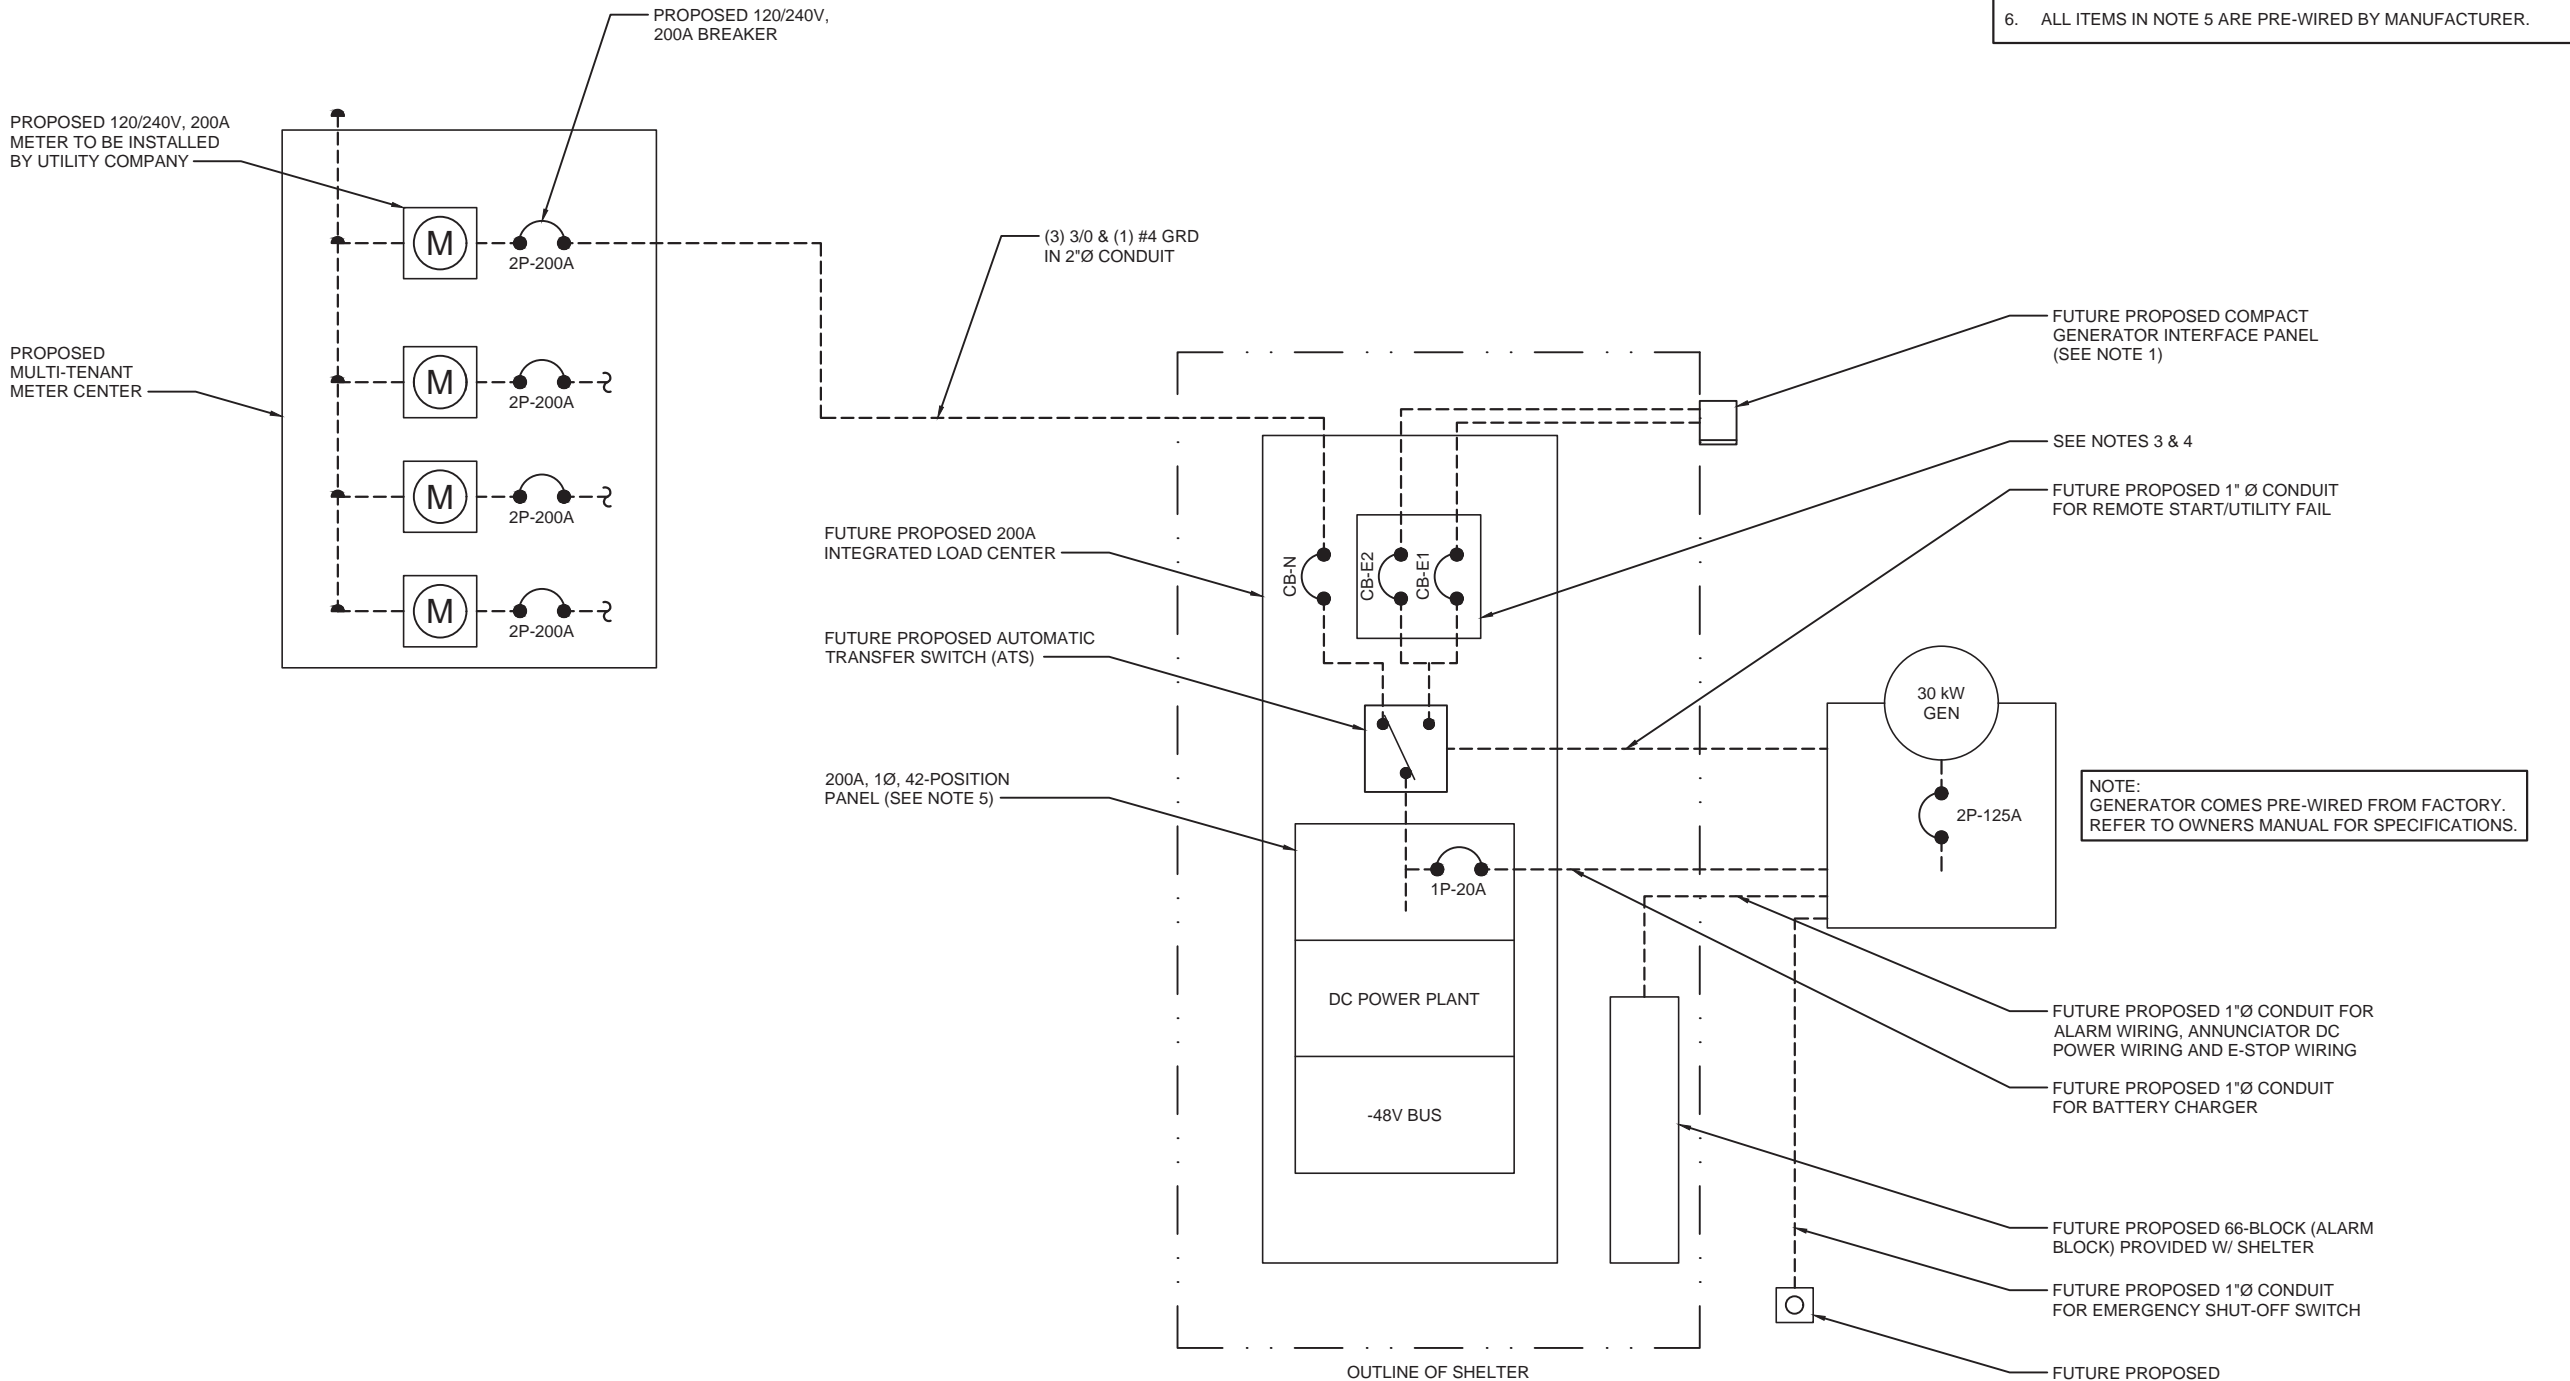 6. ALL ITEMS IN NOTE 5 ARE PRE-WIRED BY MANUFACTURER.
PROPOSED 120/240V,
200A BREAKER
PROPOSED 120/240V, 200A
METER TO BE INSTALLED
BY UTILITY COMPANY
M
2P-200A
(3) 3/0 & (1) #4 GRD
IN 2"Ø CONDUIT
PROPOSED
MULTI-TENANT
METER CENTER
M
2P-200A
M
2P-200A
M
2P-200A
FUTURE PROPOSED COMPACT
GENERATOR INTERFACE PANEL
(SEE NOTE 1)
SEE NOTES 3 & 4
FUTURE PROPOSED 1" Ø CONDUIT
FOR REMOTE START/UTILITY FAIL
FUTURE PROPOSED 200A
INTEGRATED LOAD CENTER
CB-N
CB-E2
CB-E1
FUTURE PROPOSED AUTOMATIC
TRANSFER SWITCH (ATS)
30 kW
GEN
2P-125A
NOTE:
GENERATOR COMES PRE-WIRED FROM FACTORY.
REFER TO OWNERS MANUAL FOR SPECIFICATIONS.
200A, 1Ø, 42-POSITION
PANEL (SEE NOTE 5)
1P-20A
DC POWER PLANT
-48V BUS
FUTURE PROPOSED 1"Ø CONDUIT FOR
ALARM WIRING, ANNUNCIATOR DC
POWER WIRING AND E-STOP WIRING
FUTURE PROPOSED 1"Ø CONDUIT
FOR BATTERY CHARGER
FUTURE PROPOSED 66-BLOCK (ALARM
BLOCK) PROVIDED W/ SHELTER
FUTURE PROPOSED 1"Ø CONDUIT
FOR EMERGENCY SHUT-OFF SWITCH
OUTLINE OF SHELTER
FUTURE PROPOSED